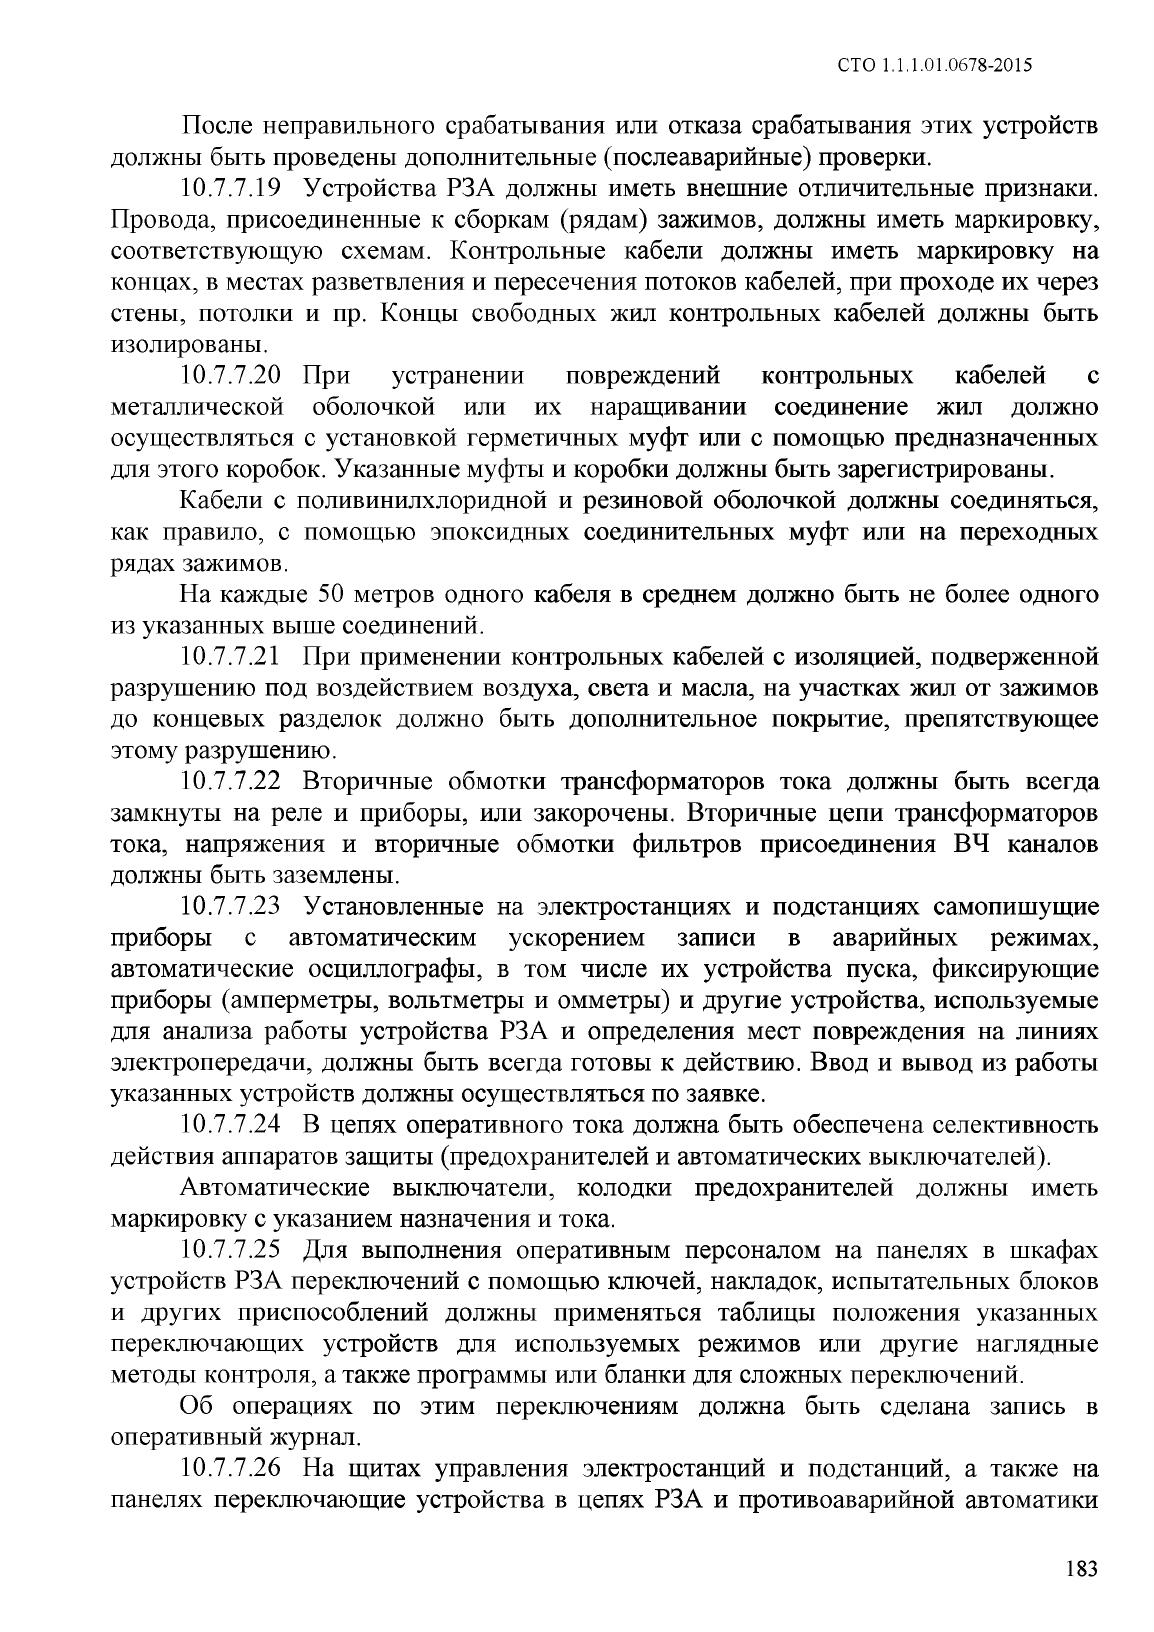 СТО 1.1.1.01.0678-2015
После неправильного срабатывания или отказа срабатывания этих устройств
должны быть проведены дополнительные (послеаварийные) проверки.
10.7.7.19 Устройства РЗА должны иметь внешние отличительные признаки.
Провода, присоединенные к сборкам (рядам) зажимов, должны иметь маркировку,
соответствующую схемам. Контрольные кабели должны иметь маркировку на
концах, в местах разветвления и пересечения потоков кабелей, при проходе их через
стены, потолки и пр. Концы свободных жил контрольных кабелей должны быть
изолированы.
10.7.7.20 При устранении повреждений контрольных кабелей с
металлической оболочкой или их наращивании соединение жил должно
осуществляться с установкой герметичных муфт или с помощью предназначенных
для этого коробок. Указанные муфты и коробки должны быть зарегистрированы.
Кабели с поливинилхлоридной и резиновой оболочкой должны соединяться,
как правило, с помощью эпоксидных соединительных муфт или на переходных
рядах зажимов.
На каждые 50 метров одного кабеля в среднем должно быть не более одного
из указанных выше соединений.
10.7.7.21 При применении контрольных кабелей с изоляцией, подверженной
разрушению под воздействием воздуха, света и масла, на участках жил от зажимов
до концевых разделок должно быть дополнительное покрытие, препятствующее
этому разрушению.
10.7.7.22 Вторичные обмотки трансформаторов тока должны быть всегда
замкнуты на реле и приборы, или закорочены. Вторичные цепи трансформаторов
тока, напряжения и вторичные обмотки фильтров присоединения ВЧ каналов
должны быть заземлены.
10.7.7.23 Установленные на электростанциях и подстанциях самопишущие
приборы с автоматическим ускорением записи в аварийных режимах,
автоматические осциллографы, в том числе их устройства пуска, фиксирующие
приборы (амперметры, вольтметры и омметры) и другие устройства, используемые
для анализа работы устройства РЗА и определения мест повреждения на линиях
электропередачи, должны быть всегда готовы к действию. Ввод и вывод из работы
указанных устройств должны осуществляться по заявке.
10.7.7.24 В цепях оперативного тока должна быть обеспечена селективность
действия аппаратов защиты (предохранителей и автоматических выключателей).
Автоматические выключатели, колодки предохранителей должны иметь
маркировку с указанием назначения и тока.
10.7.7.25 Для выполнения оперативным персоналом на панелях в шкафах
устройств РЗА переключений с помощью ключей, накладок, испытательных блоков
и других приспособлений должны применяться таблицы положения указанных
переключающих устройств для используемых режимов или другие наглядные
методы контроля, а также программы или бланки для сложных переключений.
Об операциях по этим переключениям должна быть сделана запись в
оперативный журнал.
10.7.7.26 На щитах управления электростанций и подстанций, а также на
панелях переключающие устройства в цепях РЗА и противоаварийной автоматики
183